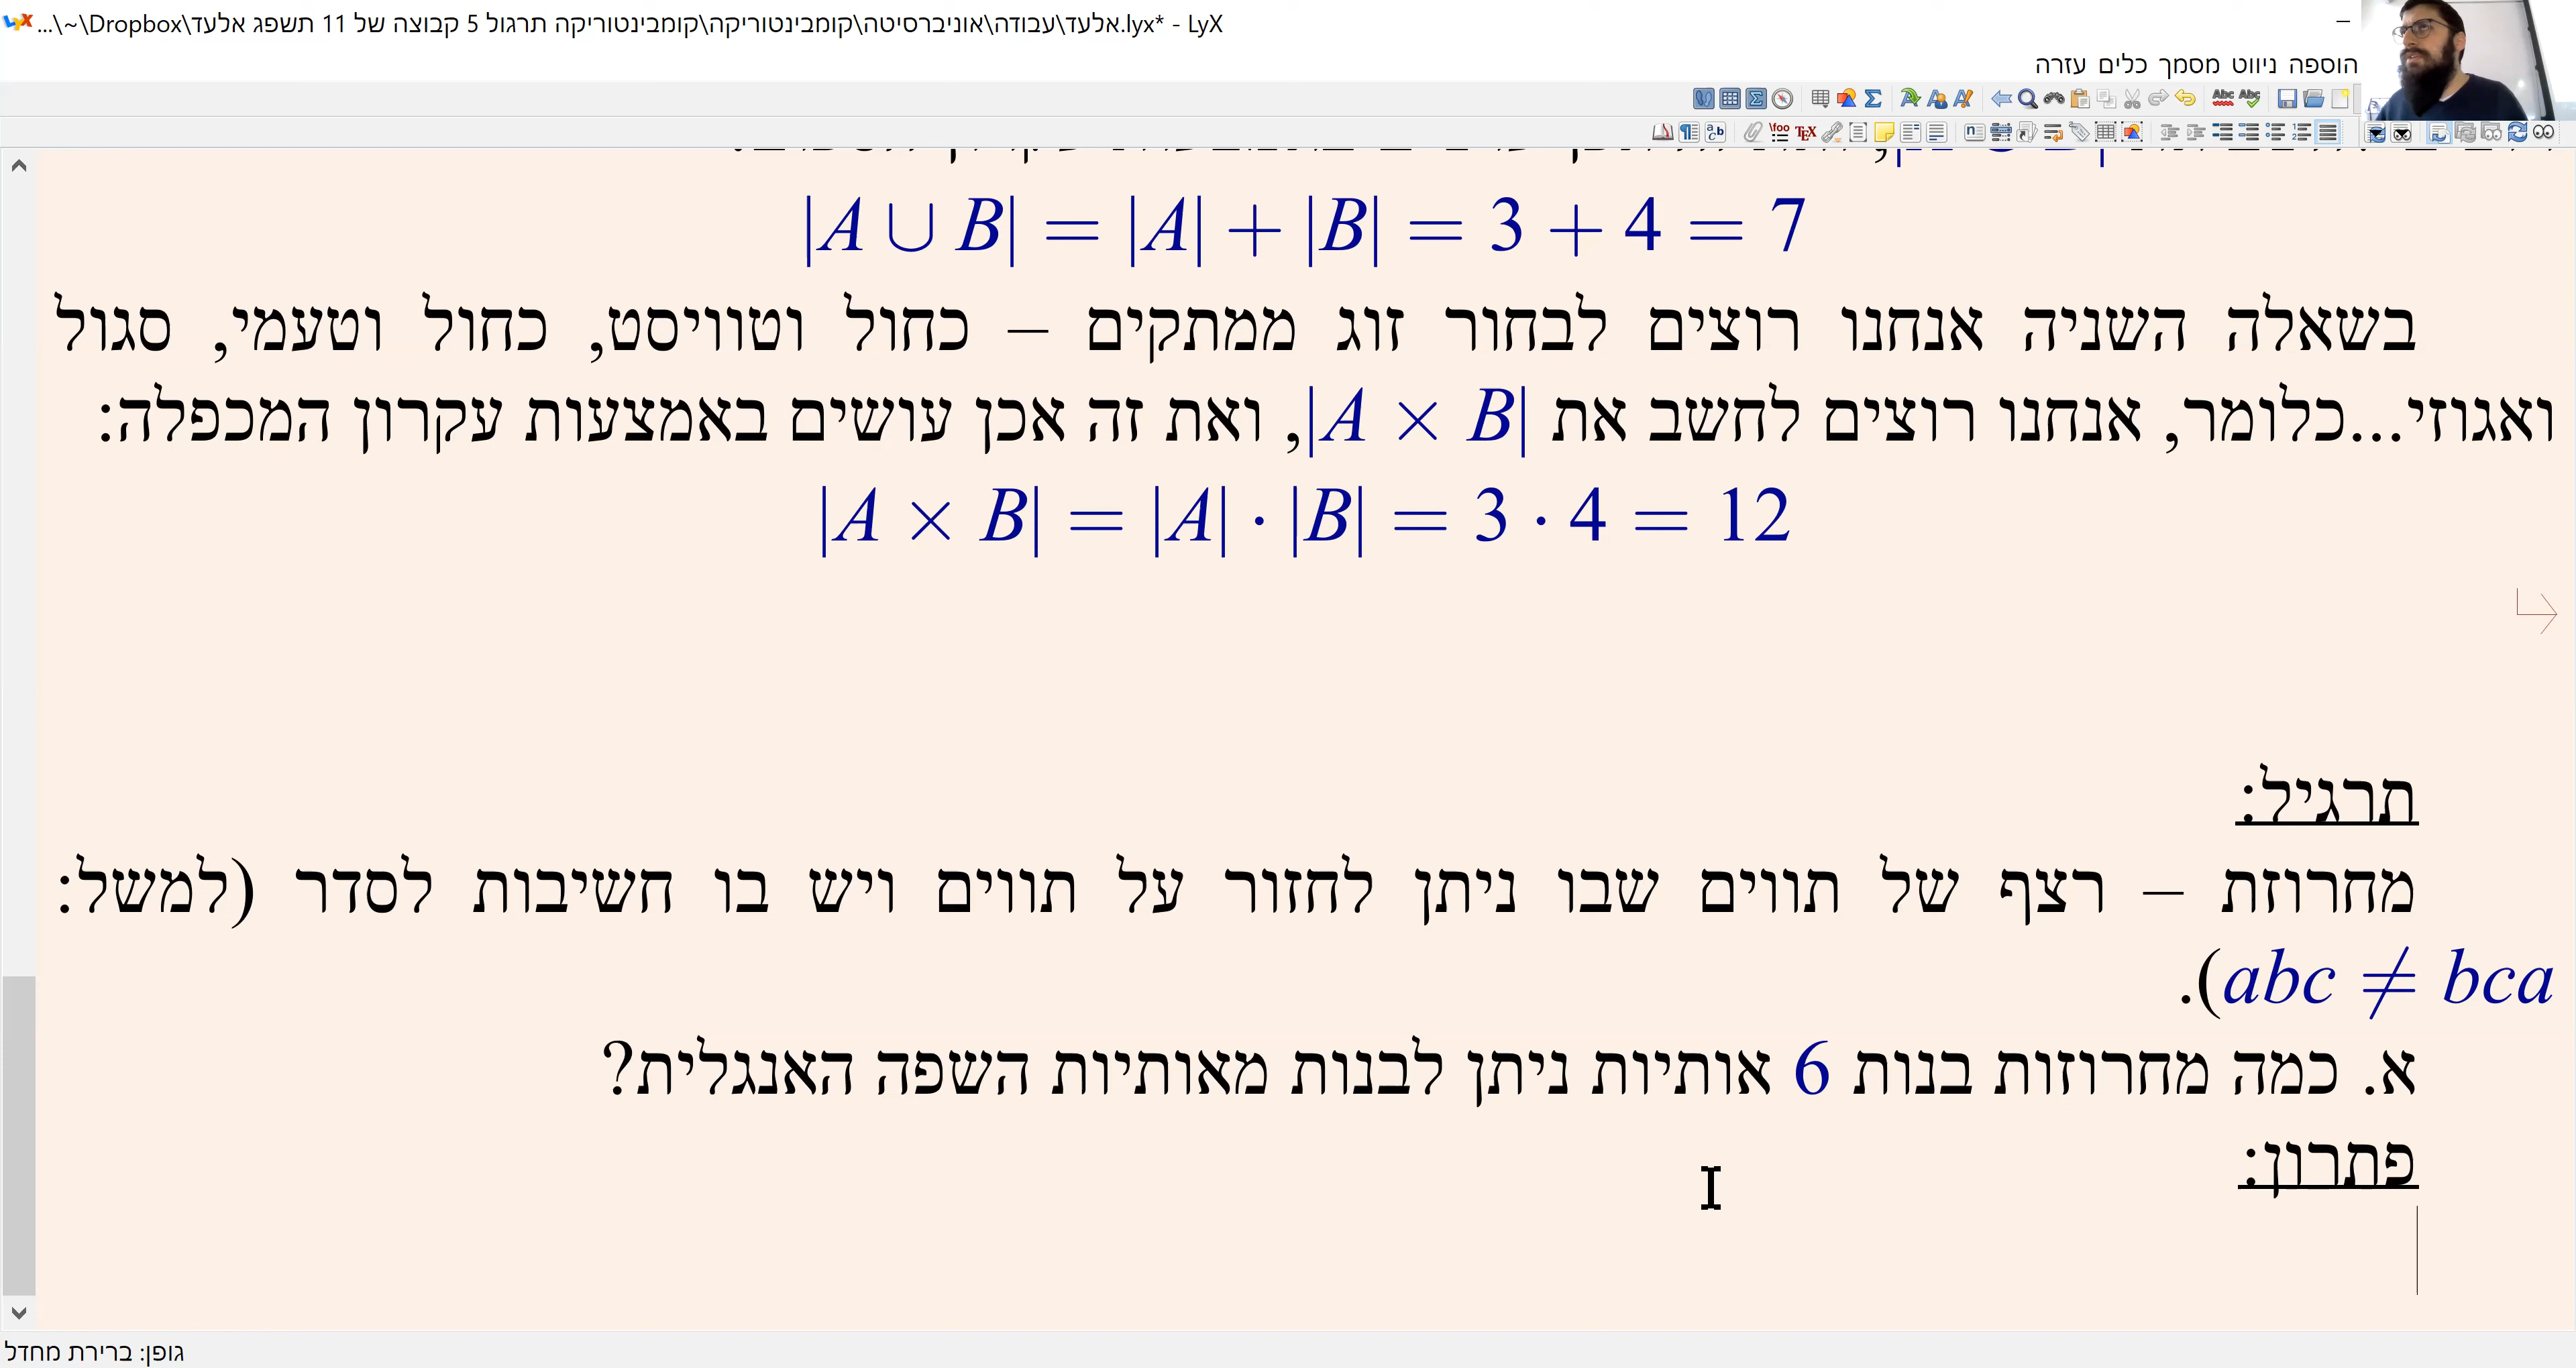 ...\~\Dropbox\אלעד\עבודה\אוניברסיטה\קומבינטוריקה\קומבינטוריקה תרגול 5 קבוצה של 11 תשפג אלעד.lyx* - LyX
הוספה ניווט מסמך כלים עזרה
|A ∪ B| = |A| + |B| = 3 + 4 = 7
בשאלה השניה אנחנו רוצים לבחור זוג ממתקים – כחול וטוויסט, כחול וטעמי, סגול
ואגוזי...כלומר, אנחנו רוצים לחשב את |A × B|, ואת זה אכן עושים באמצעות עקרון המכפלה:
|A × B| = |A| · |B| = 3 · 4 = 12
תרגיל:
מחרוזת – רצף של תווים שבו ניתן לחזור על תווים ויש בו חשיבות לסדר (למשל:
abc ≠ bca).
א. כמה מחרוזות בנות 6 אותיות ניתן לבנות מאותיות השפה האנגלית?
פתרון:
גופן: ברירת מחדל